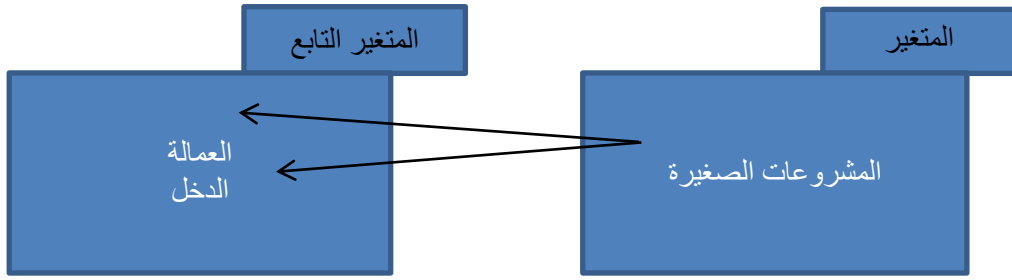 المتغير
المتغير التابع
المشروعات الصغيرة
العمالة
الدخل